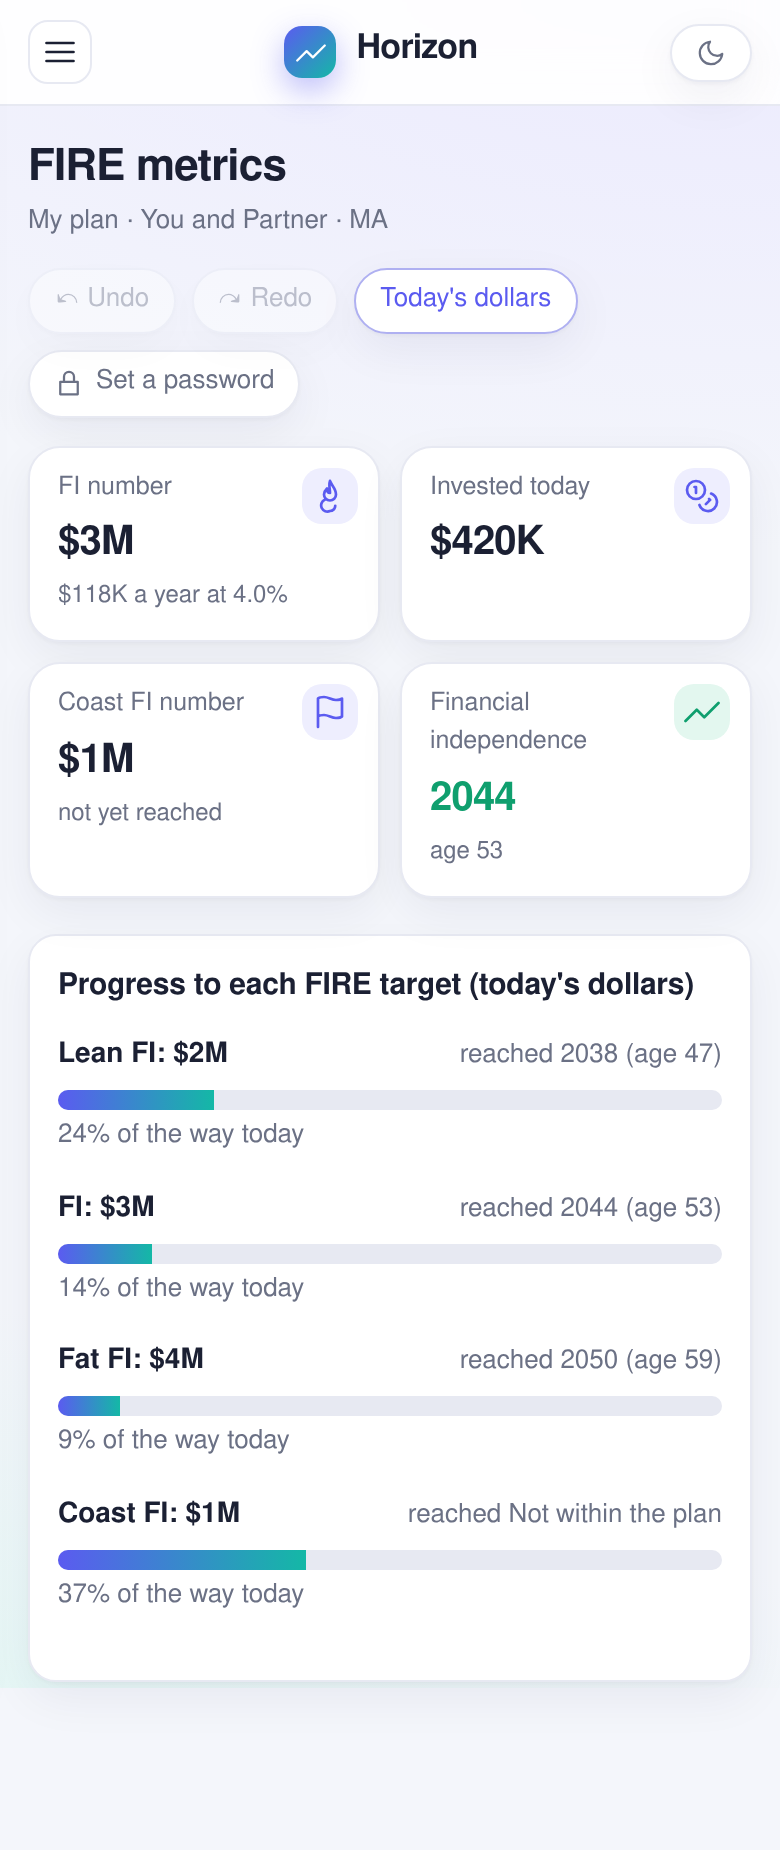 Horizon
FIRE metrics
My plan · You and Partner · MA
Undo
Redo
Today's dollars
Set a password
FI number
$3M
$118K a year at 4.0%
Invested today
$420K
Coast FI number
$1M
not yet reached
Financial
independence
2044
age 53
Progress to each FIRE target (today's dollars)
Lean FI: $2M reached 2038 (age 47)
24% of the way today
FI: $3M reached 2044 (age 53)
14% of the way today
Fat FI: $4M reached 2050 (age 59)
9% of the way today
Coast FI: $1M reached Not within the plan
37% of the way today